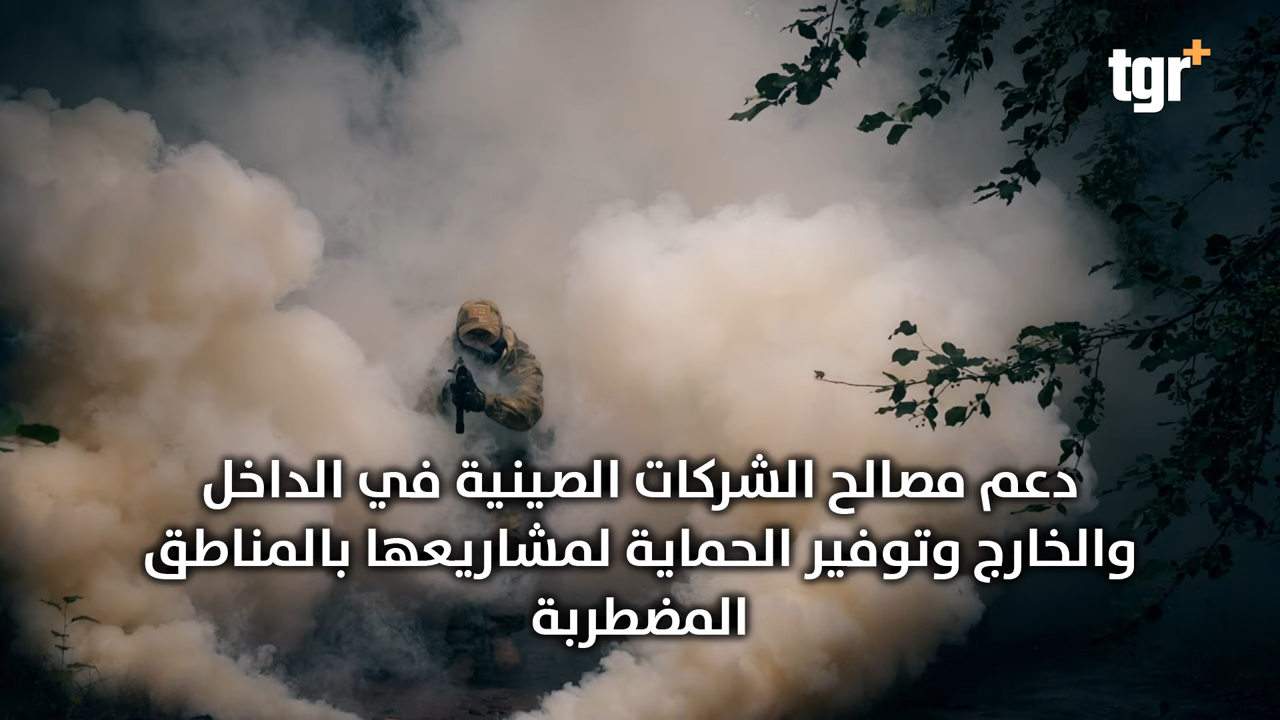 tgr+
دعم مصالح الشركات الصينية في الداخل
والخارج وتوفير الحماية لمشاريعها بالمناطق
المضطربة